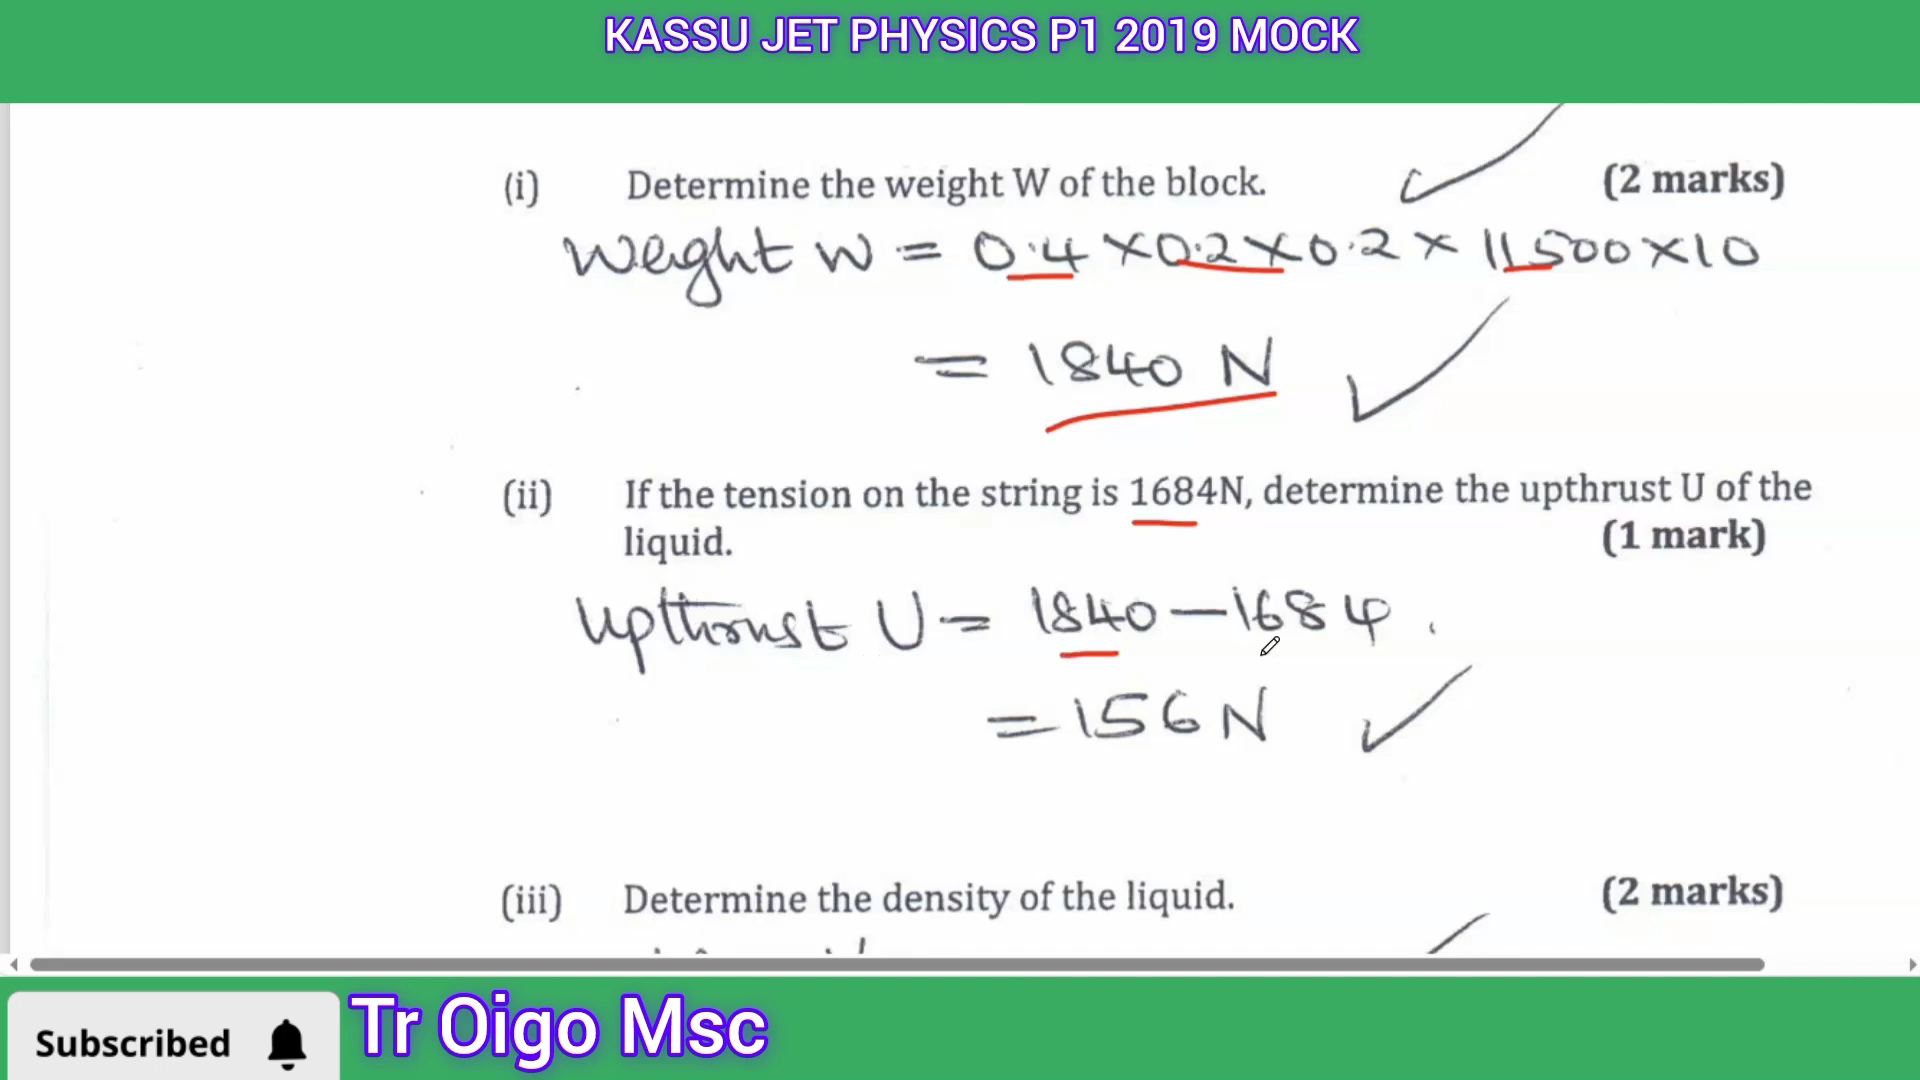 KASSU JET PHYSICS P1 2019 MOCK
(i) Determine the weight W of the block. (2 marks)
Weight W = 0.4 × 0.2 × 0.2 × 11500 × 10
= 1840 N
(ii) If the tension on the string is 1684N, determine the upthrust U of the
liquid. (1 mark)
Upthrust U = 1840 – 1684
= 156 N
(iii) Determine the density of the liquid. (2 marks)
Subscribed
Tr Oigo Msc